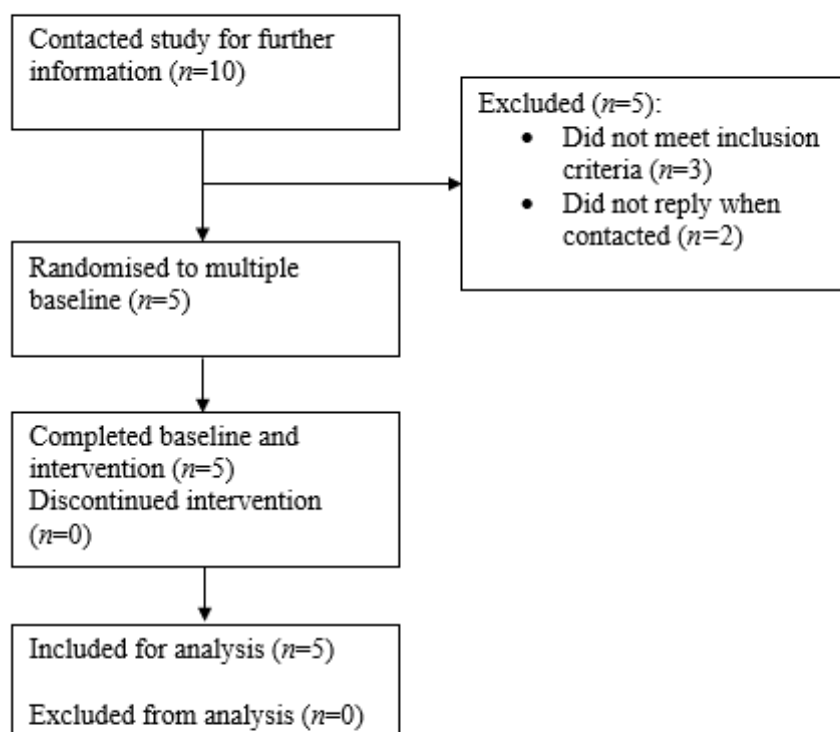 Contacted study for further
information (n=10)
Excluded (n=5):
• Did not meet inclusion
criteria (n=3)
• Did not reply when
contacted (n=2)
Randomised to multiple
baseline (n=5)
Completed baseline and
intervention (n=5)
Discontinued intervention
(n=0)
Included for analysis (n=5)
Excluded from analysis (n=0)